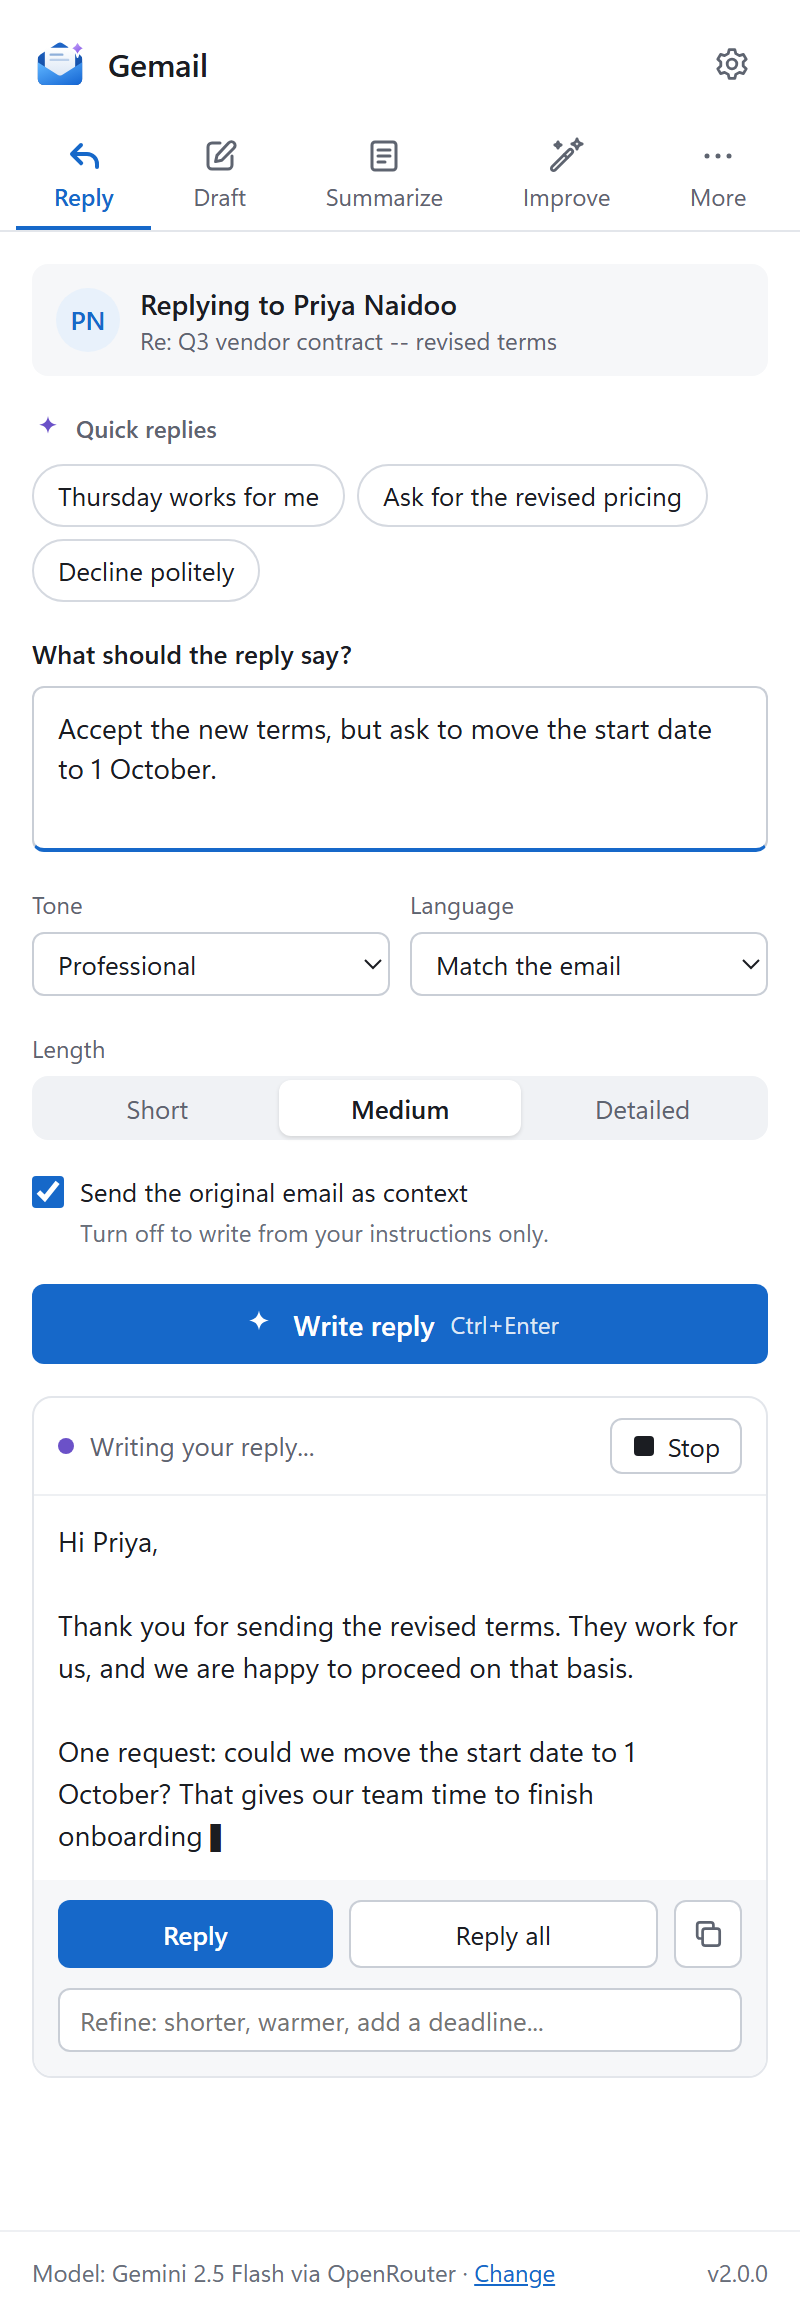 Gemail
Reply
Draft
Summarize
Improve
More
PN
Replying to Priya Naidoo
Re: Q3 vendor contract -- revised terms
Quick replies
Thursday works for me
Ask for the revised pricing
Decline politely
What should the reply say?
Accept the new terms, but ask to move the start date
to 1 October.
Tone
Language
Professional
Match the email
Length
Short
Medium
Detailed
Send the original email as context
Turn off to write from your instructions only.
Write reply Ctrl+Enter
Writing your reply...
Stop
Hi Priya,
Thank you for sending the revised terms. They work for
us, and we are happy to proceed on that basis.
One request: could we move the start date to 1
October? That gives our team time to finish
onboarding
Reply
Reply all
Refine: shorter, warmer, add a deadline...
Model: Gemini 2.5 Flash via OpenRouter · Change
v2.0.0